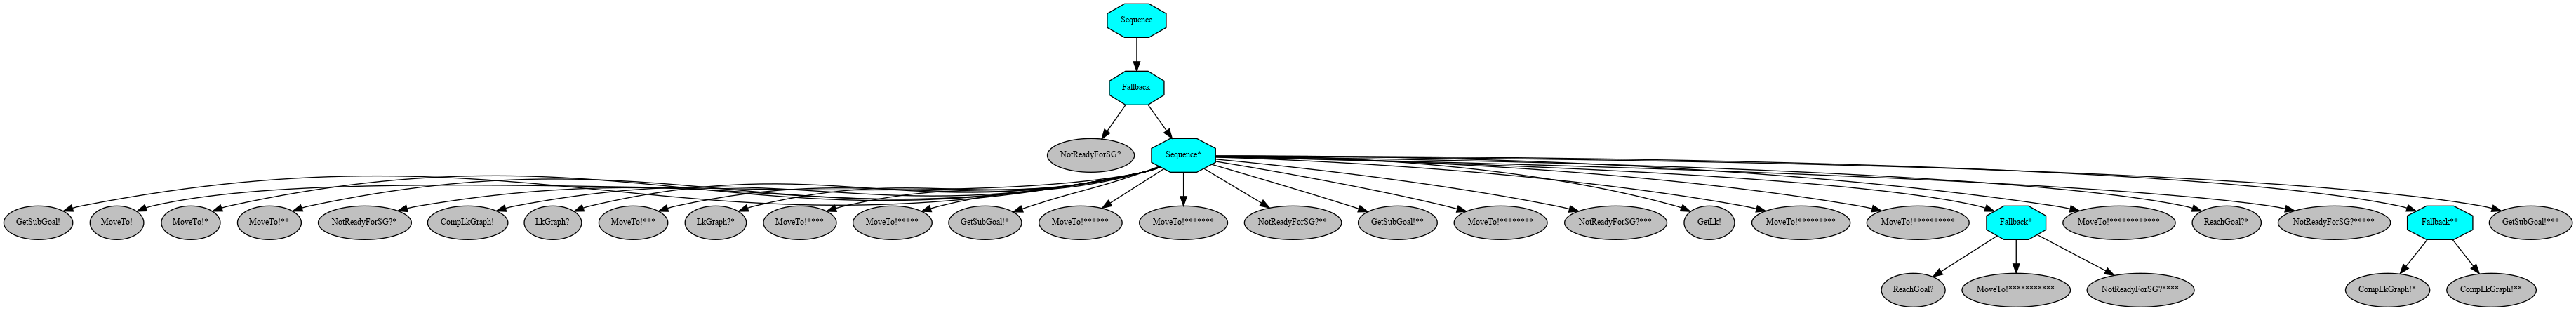 Sequence
Fallback
NotReadyForSG?
Sequence*
GetSubGoal!
MoveTo!
MoveTo!*
MoveTo!**
NotReadyForSG?*
CompLkGraph!
LkGraph?
MoveTo!***
LkGraph?*
MoveTo!****
MoveTo!*****
GetSubGoal!*
MoveTo!******
MoveTo!*******
NotReadyForSG?**
GetSubGoal!**
MoveTo!********
NotReadyForSG?***
GetLk!
MoveTo!*********
MoveTo!**********
Fallback*
MoveTo!************
ReachGoal?*
NotReadyForSG?*****
Fallback**
GetSubGoal!***
ReachGoal?
MoveTo!***********
NotReadyForSG?****
CompLkGraph!*
CompLkGraph!**